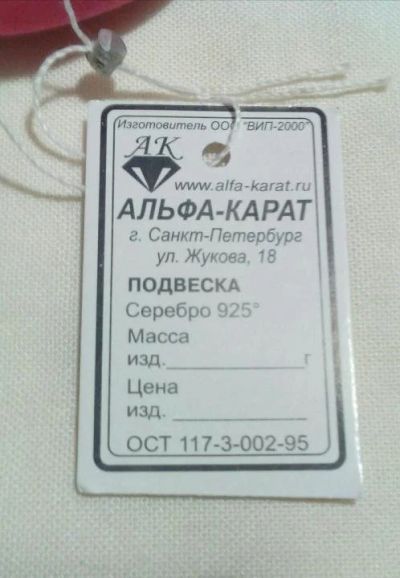 Изготовитель ООО "ВИП-2000"
АК
www.alfa-karat.ru
АЛЬФА-КАРАТ
г. Санкт-Петербург
ул. Жукова, 18
ПОДВЕСКА
Серебро 925°
Масса
изд.____________г
Цена
изд. ____________
ОСТ 117-3-002-95